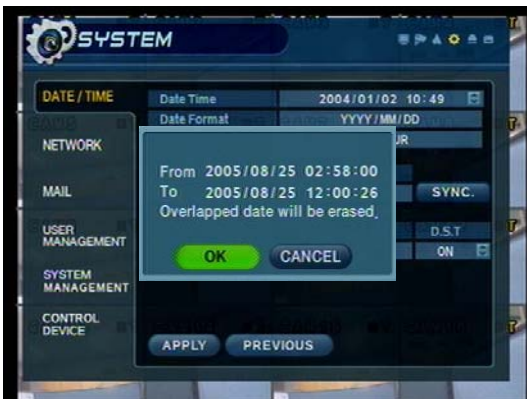 SYSTEM
DATE / TIME
NETWORK
MAIL
USER MANAGEMENT
SYSTEM MANAGEMENT
CONTROL DEVICE
Date Time 2004/01/02 10:49
Date Format YYYY/MM/DD
From 2005/08/25 02:58:00
To 2005/08/25 12:00:26
Overlapped date will be erased.
OK CANCEL
SYNC.
D.S.T
ON
APPLY PREVIOUS